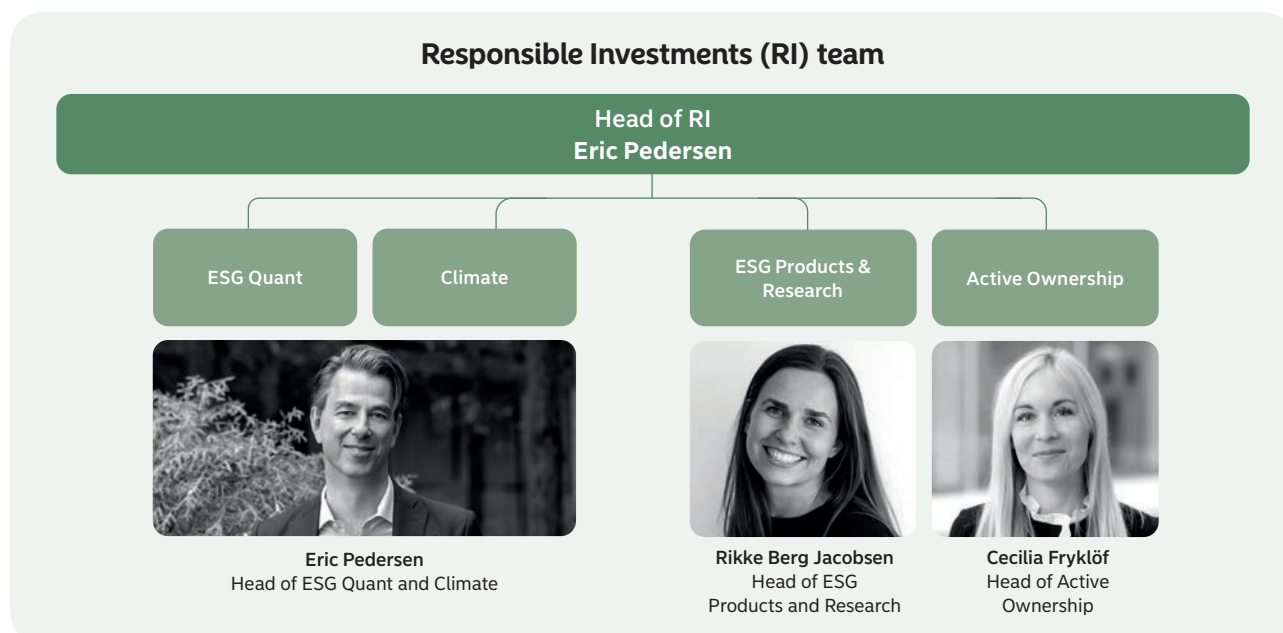 Responsible Investments (RI) team
Head of RI
Eric Pedersen
ESG Quant
Climate
ESG Products &
Research
Active Ownership
Eric Pedersen
Head of ESG Quant and Climate
Rikke Berg Jacobsen
Head of ESG
Products and Research
Cecilia Fryklöf
Head of Active
Ownership